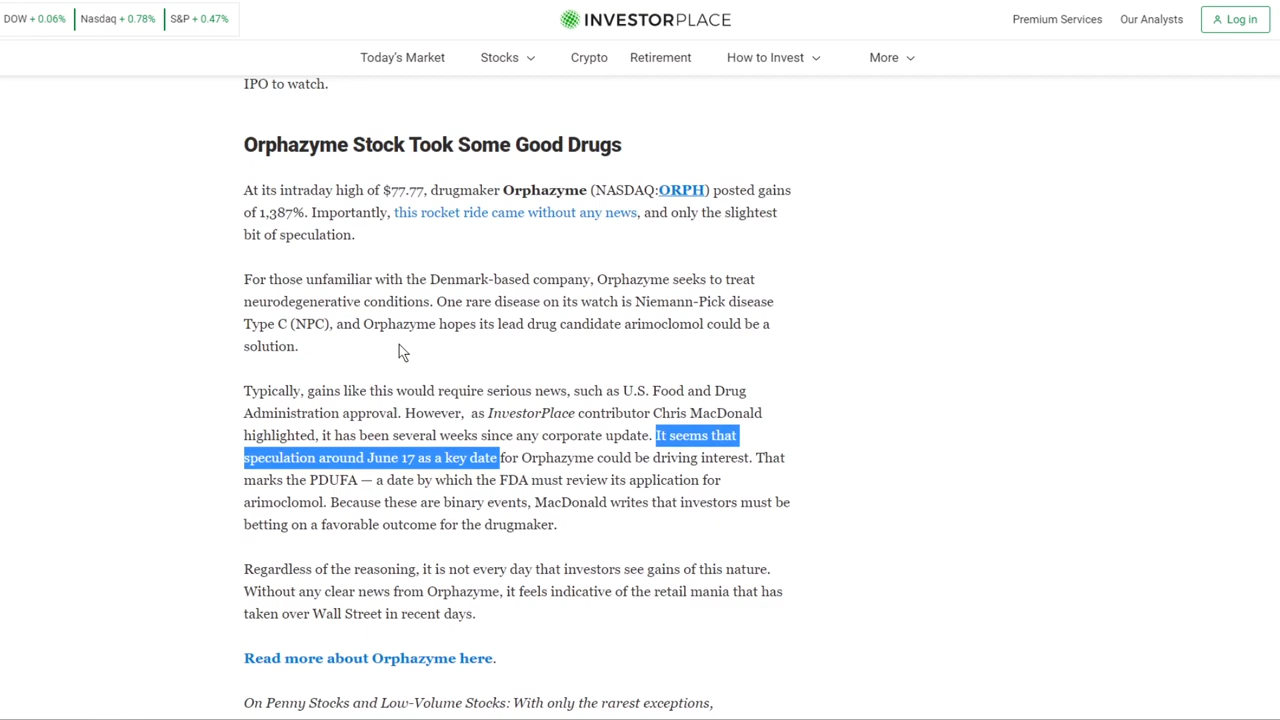 DOW + 0.06% Nasdaq + 0.78% S&P + 0.47%
INVESTORPLACE
Premium Services Our Analysts Log in
Today's Market Stocks Crypto Retirement How to Invest More
IPO to watch.
Orphazyme Stock Took Some Good Drugs
At its intraday high of $77.77, drugmaker Orphazyme (NASDAQ:ORPH) posted gains
of 1,387%. Importantly, this rocket ride came without any news, and only the slightest
bit of speculation.
For those unfamiliar with the Denmark-based company, Orphazyme seeks to treat
neurodegenerative conditions. One rare disease on its watch is Niemann-Pick disease
Type C (NPC), and Orphazyme hopes its lead drug candidate arimoclomol could be a
solution.
Typically, gains like this would require serious news, such as U.S. Food and Drug
Administration approval. However, as InvestorPlace contributor Chris MacDonald
highlighted, it has been several weeks since any corporate update. It seems that
speculation around June 17 as a key date for Orphazyme could be driving interest. That
marks the PDUFA — a date by which the FDA must review its application for
arimoclomol. Because these are binary events, MacDonald writes that investors must be
betting on a favorable outcome for the drugmaker.
Regardless of the reasoning, it is not every day that investors see gains of this nature.
Without any clear news from Orphazyme, it feels indicative of the retail mania that has
taken over Wall Street in recent days.
Read more about Orphazyme here.
On Penny Stocks and Low-Volume Stocks: With only the rarest exceptions,